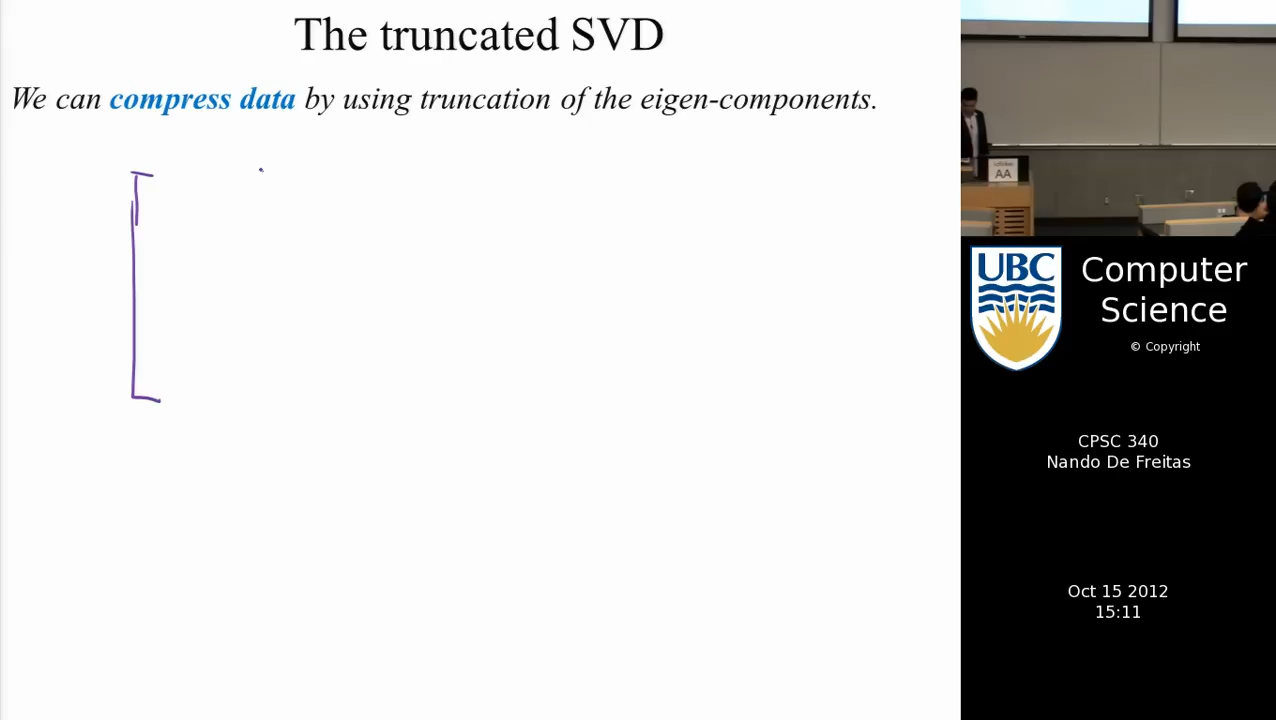 The truncated SVD
We can compress data by using truncation of the eigen-components.
AA
UBC
Computer
Science
© Copyright
CPSC 340
Nando De Freitas
Oct 15 2012
15:11